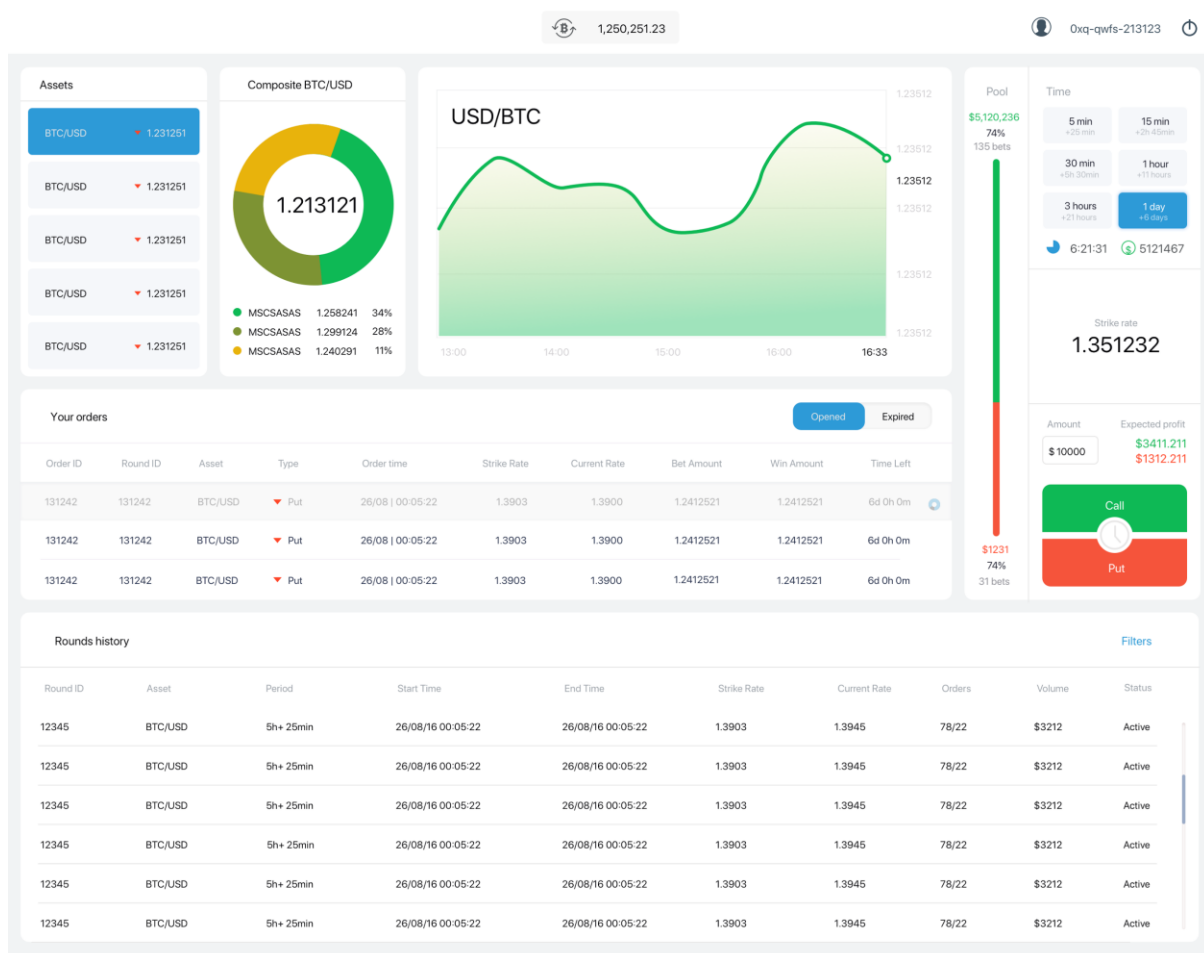 1,250,251.23
0xq-qwfs-213123
Assets
BTC/USD 1.231251
BTC/USD 1.231251
BTC/USD 1.231251
BTC/USD 1.231251
BTC/USD 1.231251
Composite BTC/USD
1.213121
MSCSASAS 1.258241 34%
MSCSASAS 1.299124 28%
MSCSASAS 1.240291 11%
USD/BTC
1.23512
1.23512
1.23512
1.23512
1.23512
1.23512
13:00 14:00 15:00 16:00 16:33
Pool
$5,120,236
74%
135 bets
$1231
74%
31 bets
Time
5 min 15 min
+25 min +2h 45min
30 min 1 hour
+5h 30min +11 hours
3 hours 1 day
+21 hours +6 days
6:21:31 $ 5121467
Strike rate
1.351232
Amount Expected profit
$ 10000 $3411.211
$1312.211
Call
Put
Your orders Opened Expired
Order ID Round ID Asset Type Order time Strike Rate Current Rate Bet Amount Win Amount Time Left
131242 131242 BTC/USD Put 26/08 | 00:05:22 1.3903 1.3900 1.2412521 1.2412521 6d 0h 0m
131242 131242 BTC/USD Put 26/08 | 00:05:22 1.3903 1.3900 1.2412521 1.2412521 6d 0h 0m
131242 131242 BTC/USD Put 26/08 | 00:05:22 1.3903 1.3900 1.2412521 1.2412521 6d 0h 0m
Rounds history Filters
Round ID Asset Period Start Time End Time Strike Rate Current Rate Orders Volume Status
12345 BTC/USD 5h+ 25min 26/08/16 00:05:22 26/08/16 00:05:22 1.3903 1.3945 78/22 $3212 Active
12345 BTC/USD 5h+ 25min 26/08/16 00:05:22 26/08/16 00:05:22 1.3903 1.3945 78/22 $3212 Active
12345 BTC/USD 5h+ 25min 26/08/16 00:05:22 26/08/16 00:05:22 1.3903 1.3945 78/22 $3212 Active
12345 BTC/USD 5h+ 25min 26/08/16 00:05:22 26/08/16 00:05:22 1.3903 1.3945 78/22 $3212 Active
12345 BTC/USD 5h+ 25min 26/08/16 00:05:22 26/08/16 00:05:22 1.3903 1.3945 78/22 $3212 Active
12345 BTC/USD 5h+ 25min 26/08/16 00:05:22 26/08/16 00:05:22 1.3903 1.3945 78/22 $3212 Active